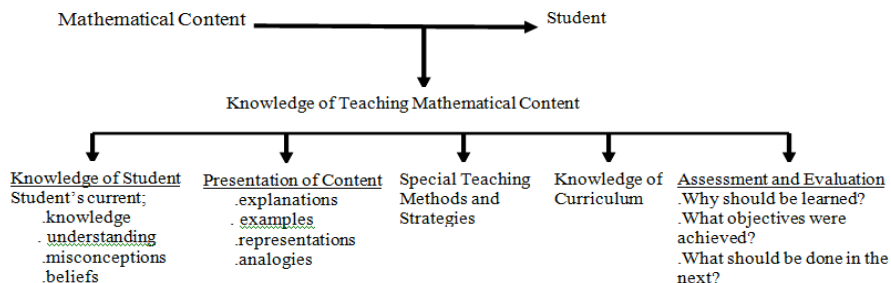 Mathematical Content
Student
Knowledge of Teaching Mathematical Content
Knowledge of Student
Student's current;
.knowledge
. understanding
.misconceptions
.beliefs
Presentation of Content
.explanations
. examples
.representations
.analogies
Special Teaching
Methods and
Strategies
Knowledge of
Curriculum
Assessment and Evaluation
.Why should be learned?
.What objectives were
achieved?
.What should be done in the
next?